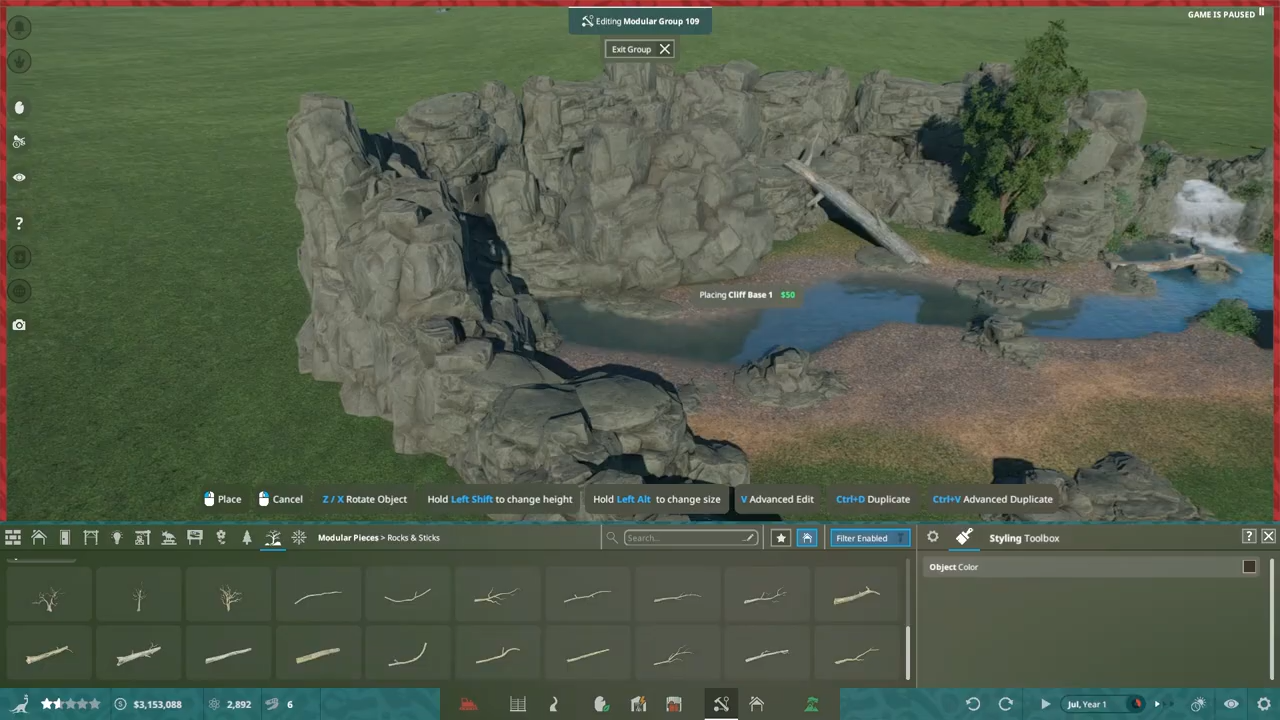 Editing Modular Group 109
GAME IS PAUSED
Exit Group
?
Placing Cliff Base 1 $50
Place
Cancel
Z / X Rotate Object
Hold Left Shift to change height
Hold Left Alt to change size
V Advanced Edit
Ctrl+D Duplicate
Ctrl+V Advanced Duplicate
Modular Pieces > Rocks & Sticks
Search...
Filter Enabled
Styling Toolbox
?
Object Color
$3,153,088
2,892
6
Jul, Year 1